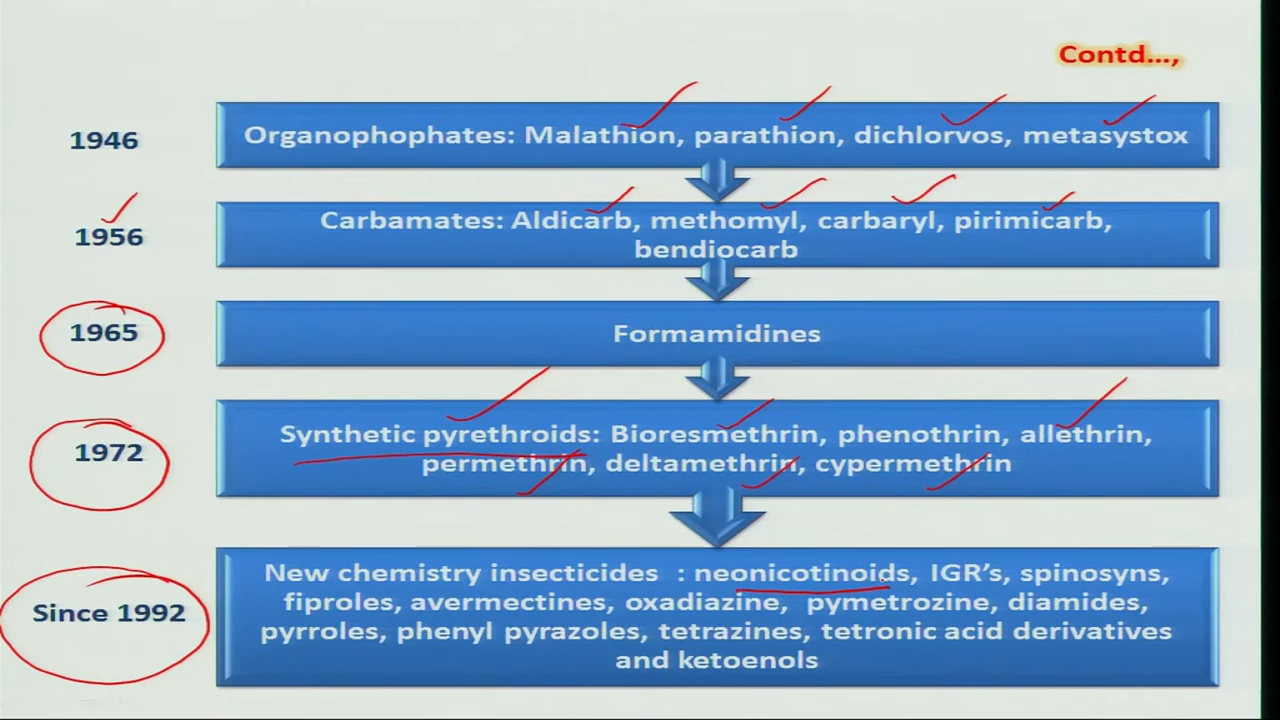 Contd...,
1946
Organophophates: Malathion, parathion, dichlorvos, metasystox
1956
Carbamates: Aldicarb, methomyl, carbaryl, pirimicarb,
bendiocarb
1965
Formamidines
1972
Synthetic pyrethroids: Bioresmethrin, phenothrin, allethrin,
permethrin, deltamethrin, cypermethrin
Since 1992
New chemistry insecticides : neonicotinoids, IGR's, spinosyns,
fiproles, avermectines, oxadiazine, pymetrozine, diamides,
pyrroles, phenyl pyrazoles, tetrazines, tetronic acid derivatives
and ketoenols